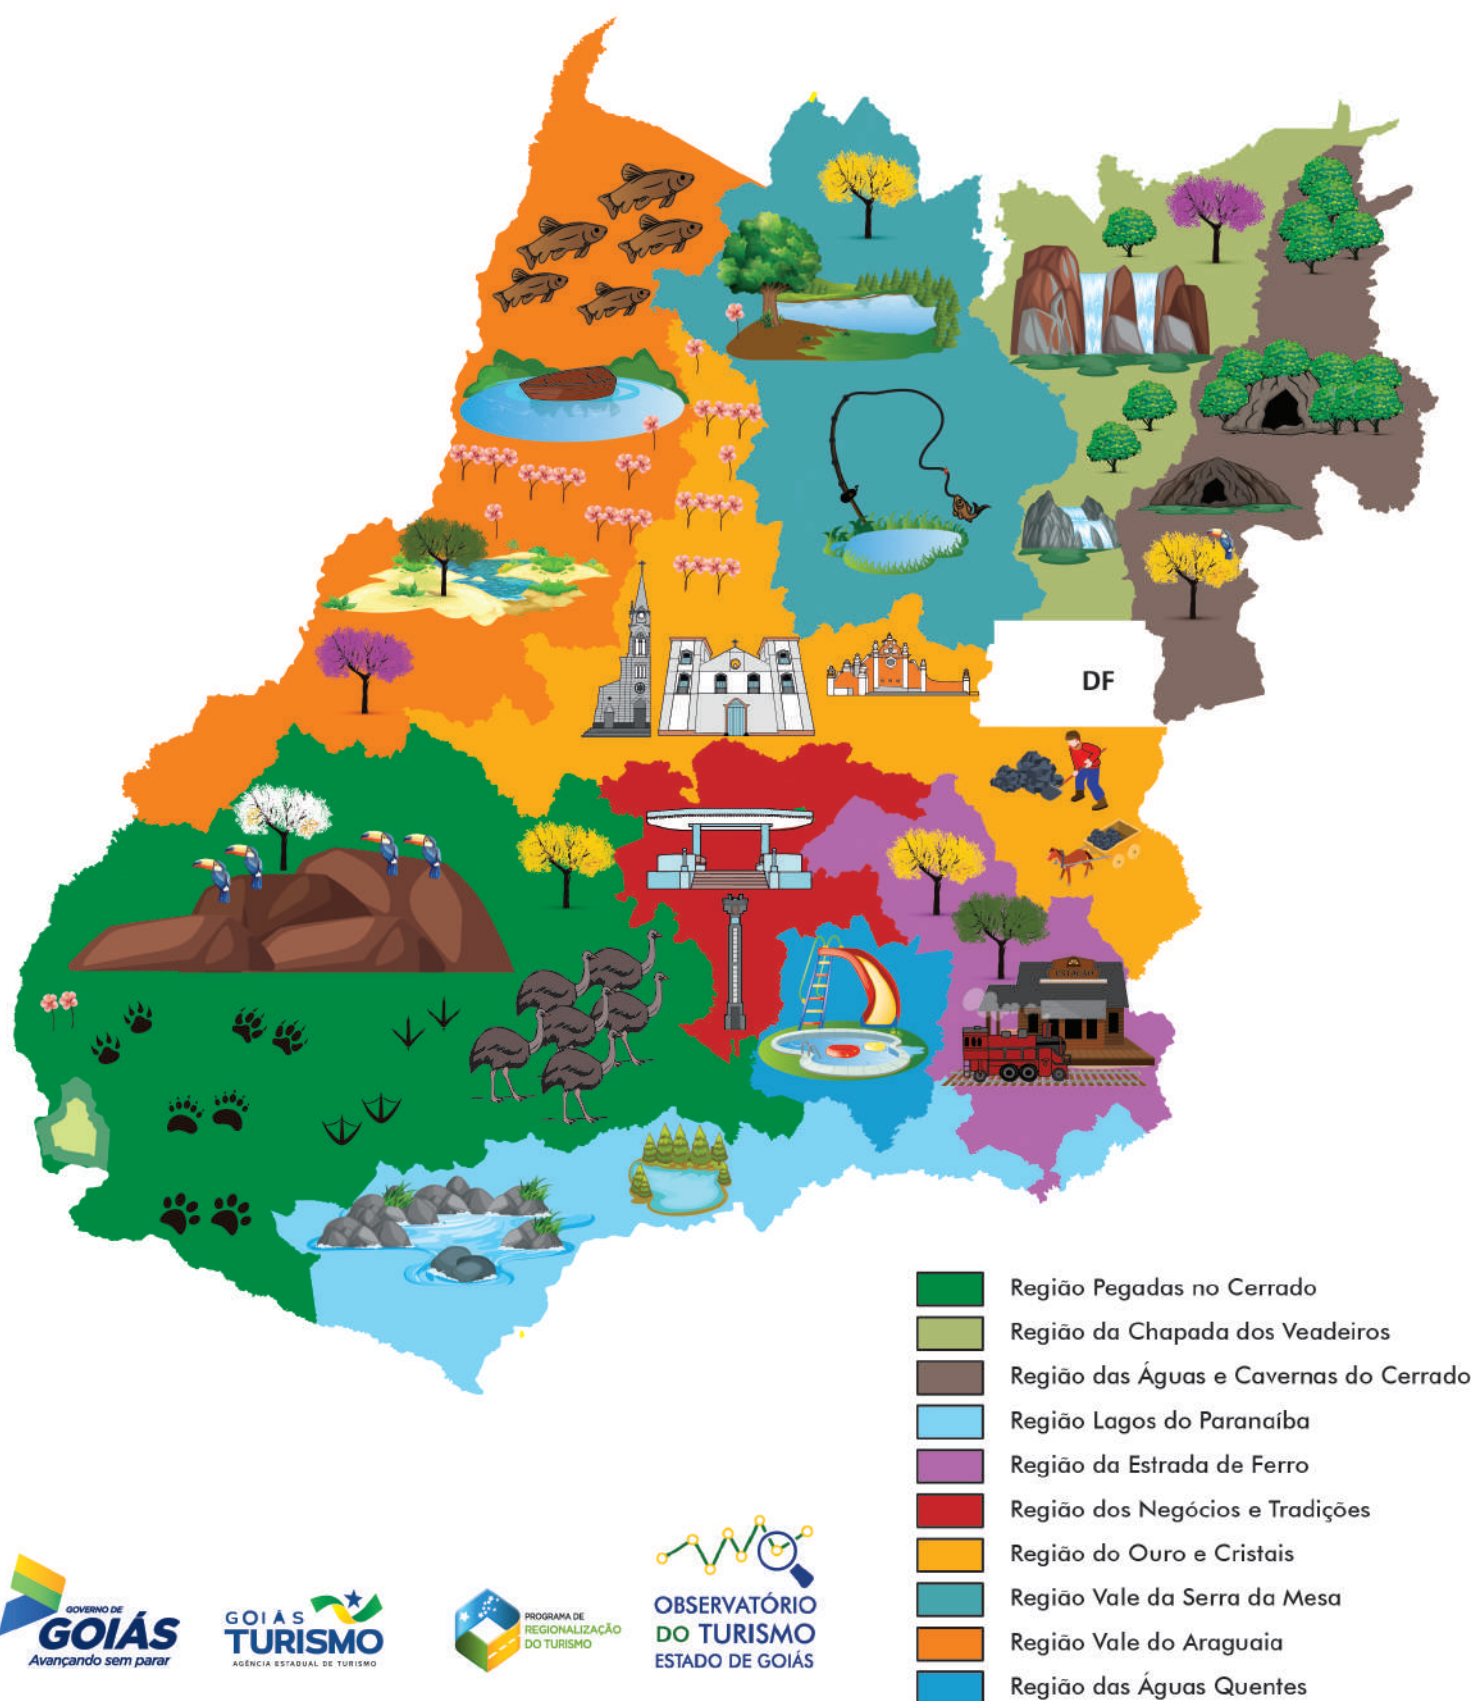 DF
ESTAÇÃO
Região Pegadas no Cerrado
Região da Chapada dos Veadeiros
Região das Águas e Cavernas do Cerrado
Região Lagos do Paranaíba
Região da Estrada de Ferro
Região dos Negócios e Tradições
Região do Ouro e Cristais
Região Vale da Serra da Mesa
Região Vale do Araguaia
Região das Águas Quentes
GOVERNO DE
GOIÁS
Avançando sem parar
GOIÁS
TURISMO
AGÊNCIA ESTADUAL DE TURISMO
PROGRAMA DE
REGIONALIZAÇÃO
DO TURISMO
OBSERVATÓRIO
DO TURISMO
ESTADO DE GOIÁS